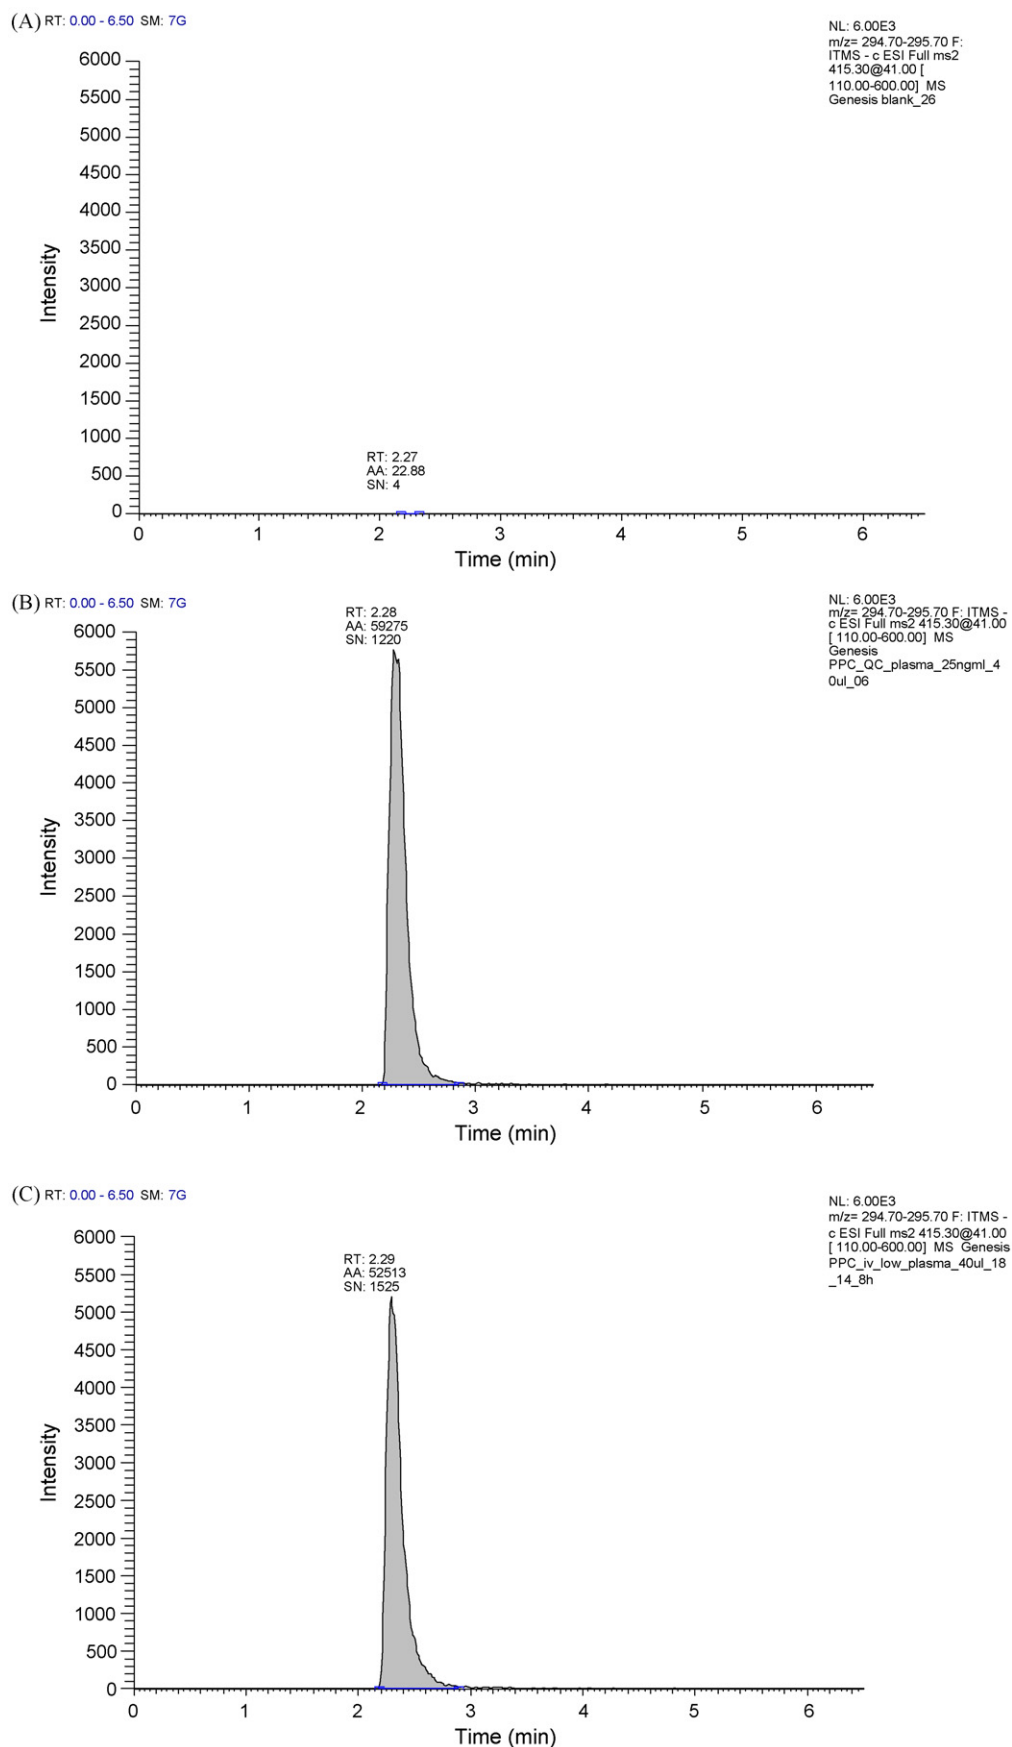 (A) RT: 0.00 - 6.50 SM: 7G
NL: 6.00E3
m/z= 294.70-295.70 F:
ITMS - c ESI Full ms2
415.30@41.00 [
110.00-600.00] MS
Genesis blank_26
6000
5500
5000
4500
4000
3500
3000
2500
2000
1500
1000
500
0
Intensity
RT: 2.27
AA: 22.88
SN: 4
0 1 2 3 4 5 6
Time (min)
(B) RT: 0.00 - 6.50 SM: 7G
NL: 6.00E3
m/z= 294.70-295.70 F: ITMS -
c ESI Full ms2 415.30@41.00
[ 110.00-600.00] MS
Genesis
PPC_QC_plasma_25ngml_4
0ul_06
RT: 2.28
AA: 59275
SN: 1220
6000
5500
5000
4500
4000
3500
3000
2500
2000
1500
1000
500
0
Intensity
0 1 2 3 4 5 6
Time (min)
(C) RT: 0.00 - 6.50 SM: 7G
NL: 6.00E3
m/z= 294.70-295.70 F: ITMS -
c ESI Full ms2 415.30@41.00
[ 110.00-600.00] MS Genesis
PPC_iv_low_plasma_40ul_18
_14_8h
RT: 2.29
AA: 52513
SN: 1525
6000
5500
5000
4500
4000
3500
3000
2500
2000
1500
1000
500
0
Intensity
0 1 2 3 4 5 6
Time (min)